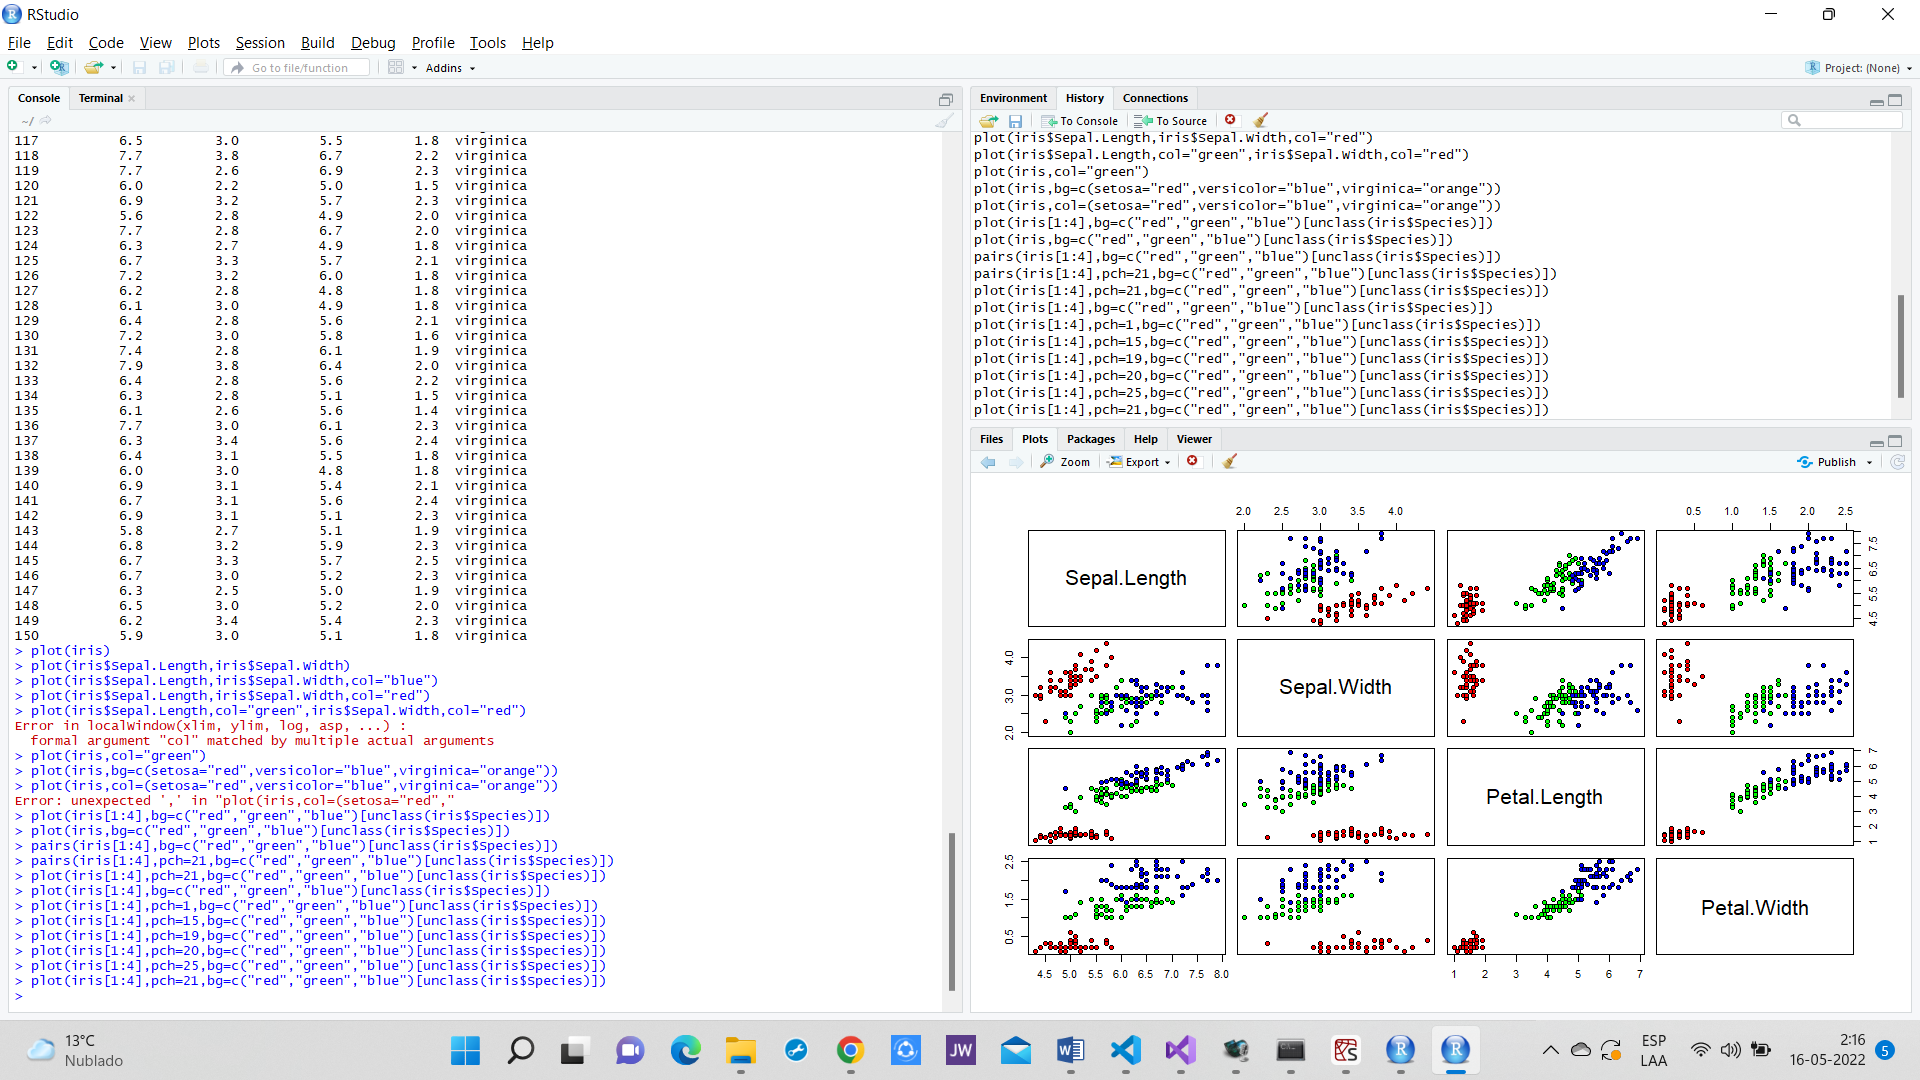 RStudio
File Edit Code View Plots Session Build Debug Profile Tools Help
Go to file/function Addins Project: (None)
Console Terminal
~/
117 6.5 3.0 5.5 1.8 virginica
118 7.7 3.8 6.7 2.2 virginica
119 7.7 2.6 6.9 2.3 virginica
120 6.0 2.2 5.0 1.5 virginica
121 6.9 3.2 5.7 2.3 virginica
122 5.6 2.8 4.9 2.0 virginica
123 7.7 2.8 6.7 2.0 virginica
124 6.3 2.7 4.9 1.8 virginica
125 6.7 3.3 5.7 2.1 virginica
126 7.2 3.2 6.0 1.8 virginica
127 6.2 2.8 4.8 1.8 virginica
128 6.1 3.0 4.9 1.8 virginica
129 6.4 2.8 5.6 2.1 virginica
130 7.2 3.0 5.8 1.6 virginica
131 7.4 2.8 6.1 1.9 virginica
132 7.9 3.8 6.4 2.0 virginica
133 6.4 2.8 5.6 2.2 virginica
134 6.3 2.8 5.1 1.5 virginica
135 6.1 2.6 5.6 1.4 virginica
136 7.7 3.0 6.1 2.3 virginica
137 6.3 3.4 5.6 2.4 virginica
138 6.4 3.1 5.5 1.8 virginica
139 6.0 3.0 4.8 1.8 virginica
140 6.9 3.1 5.4 2.1 virginica
141 6.7 3.1 5.6 2.4 virginica
142 6.9 3.1 5.1 2.3 virginica
143 5.8 2.7 5.1 1.9 virginica
144 6.8 3.2 5.9 2.3 virginica
145 6.7 3.3 5.7 2.5 virginica
146 6.7 3.0 5.2 2.3 virginica
147 6.3 2.5 5.0 1.9 virginica
148 6.5 3.0 5.2 2.0 virginica
149 6.2 3.4 5.4 2.3 virginica
150 5.9 3.0 5.1 1.8 virginica
> plot(iris)
> plot(iris$Sepal.Length,iris$Sepal.Width)
> plot(iris$Sepal.Length,iris$Sepal.Width,col="blue")
> plot(iris$Sepal.Length,iris$Sepal.Width,col="red")
> plot(iris$Sepal.Length,col="green",iris$Sepal.Width,col="red")
Error in localWindow(xlim, ylim, log, asp, ...) :
formal argument "col" matched by multiple actual arguments
> plot(iris,col="green")
> plot(iris,bg=c(setosa="red",versicolor="blue",virginica="orange"))
> plot(iris,col=(setosa="red",versicolor="blue",virginica="orange"))
Error: unexpected ',' in "plot(iris,col=(setosa="red","
> plot(iris[1:4],bg=c("red","green","blue")[unclass(iris$Species)])
> plot(iris,bg=c("red","green","blue")[unclass(iris$Species)])
> pairs(iris[1:4],bg=c("red","green","blue")[unclass(iris$Species)])
> pairs(iris[1:4],pch=21,bg=c("red","green","blue")[unclass(iris$Species)])
> plot(iris[1:4],pch=21,bg=c("red","green","blue")[unclass(iris$Species)])
> plot(iris[1:4],bg=c("red","green","blue")[unclass(iris$Species)])
> plot(iris[1:4],pch=1,bg=c("red","green","blue")[unclass(iris$Species)])
> plot(iris[1:4],pch=15,bg=c("red","green","blue")[unclass(iris$Species)])
> plot(iris[1:4],pch=19,bg=c("red","green","blue")[unclass(iris$Species)])
> plot(iris[1:4],pch=20,bg=c("red","green","blue")[unclass(iris$Species)])
> plot(iris[1:4],pch=25,bg=c("red","green","blue")[unclass(iris$Species)])
> plot(iris[1:4],pch=21,bg=c("red","green","blue")[unclass(iris$Species)])
>
Environment History Connections
To Console To Source
plot(iris$Sepal.Length,iris$Sepal.Width,col="red")
plot(iris$Sepal.Length,col="green",iris$Sepal.Width,col="red")
plot(iris,col="green")
plot(iris,bg=c(setosa="red",versicolor="blue",virginica="orange"))
plot(iris,col=(setosa="red",versicolor="blue",virginica="orange"))
plot(iris[1:4],bg=c("red","green","blue")[unclass(iris$Species)])
plot(iris,bg=c("red","green","blue")[unclass(iris$Species)])
pairs(iris[1:4],bg=c("red","green","blue")[unclass(iris$Species)])
pairs(iris[1:4],pch=21,bg=c("red","green","blue")[unclass(iris$Species)])
plot(iris[1:4],pch=21,bg=c("red","green","blue")[unclass(iris$Species)])
plot(iris[1:4],bg=c("red","green","blue")[unclass(iris$Species)])
plot(iris[1:4],pch=1,bg=c("red","green","blue")[unclass(iris$Species)])
plot(iris[1:4],pch=15,bg=c("red","green","blue")[unclass(iris$Species)])
plot(iris[1:4],pch=19,bg=c("red","green","blue")[unclass(iris$Species)])
plot(iris[1:4],pch=20,bg=c("red","green","blue")[unclass(iris$Species)])
plot(iris[1:4],pch=25,bg=c("red","green","blue")[unclass(iris$Species)])
plot(iris[1:4],pch=21,bg=c("red","green","blue")[unclass(iris$Species)])
Files Plots Packages Help Viewer
Zoom Export Publish
2.0 2.5 3.0 3.5 4.0 0.5 1.0 1.5 2.0 2.5
Sepal.Length
4.5 5.5 6.5 7.5
2.0 3.0 4.0
Sepal.Width
Petal.Length
1 2 3 4 5 6 7
0.5 1.5 2.5
Petal.Width
4.5 5.0 5.5 6.0 6.5 7.0 7.5 8.0 1 2 3 4 5 6 7
13°C
Nublado
JW
ESP
LAA
2:16
16-05-2022
5